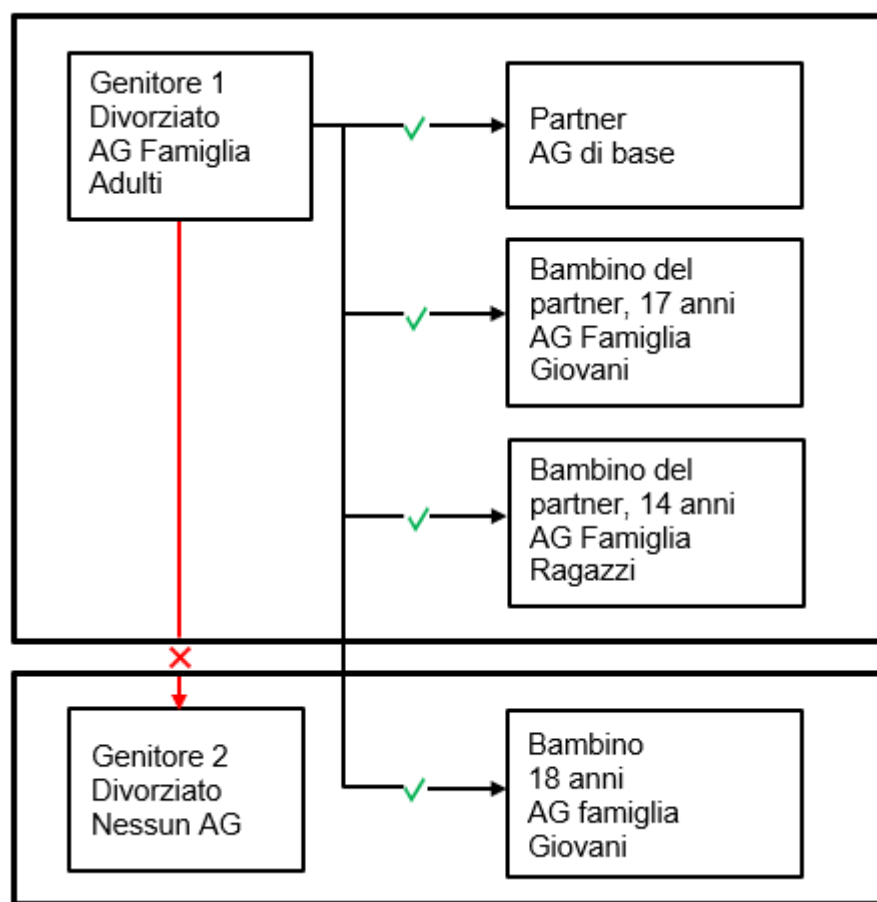 Genitore 1
Divorziato
AG Famiglia
Adulti
Partner
AG di base
Bambino del
partner, 17 anni
AG Famiglia
Giovani
Bambino del
partner, 14 anni
AG Famiglia
Ragazzi
Genitore 2
Divorziato
Nessun AG
Bambino
18 anni
AG famiglia
Giovani